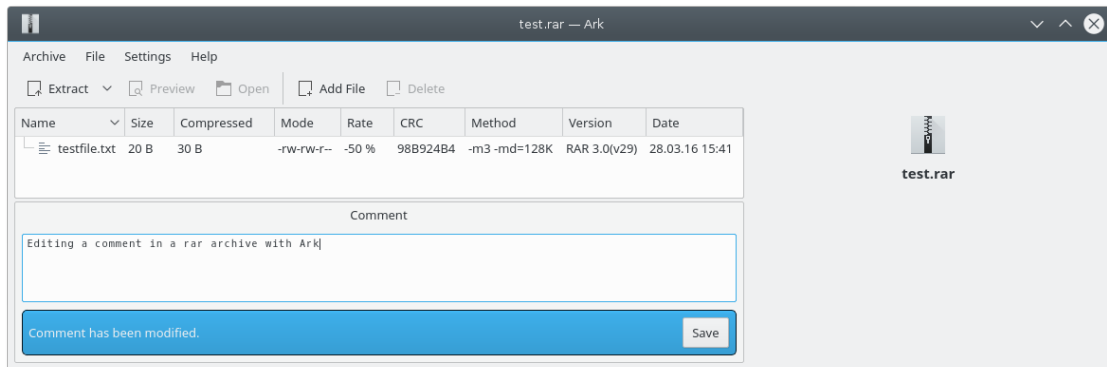 test.rar — Ark
Archive File Settings Help
Extract Preview Open Add File Delete
Name Size Compressed Mode Rate CRC Method Version Date
testfile.txt 20 B 30 B -rw-rw-r-- -50 % 98B924B4 -m3 -md=128K RAR 3.0(v29) 28.03.16 15:41
test.rar
Comment
Editing a comment in a rar archive with Ark
Comment has been modified. Save